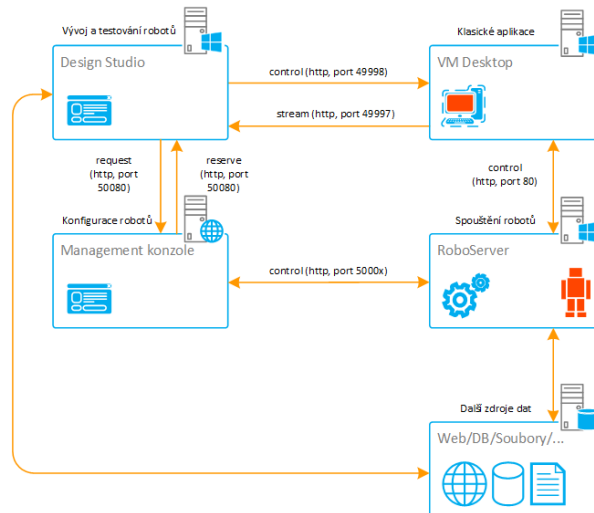 Vývoj a testování robotů
Klasické aplikace
Design Studio
VM Desktop
control (http, port 49998)
stream (http, port 49997)
request
(http, port
50080)
reserve
(http, port
50080)
control
(http, port 80)
Konfigurace robotů
Spouštění robotů
Management konzole
RoboServer
control (http, port 5000x)
Další zdroje dat
Web/DB/Soubory/...